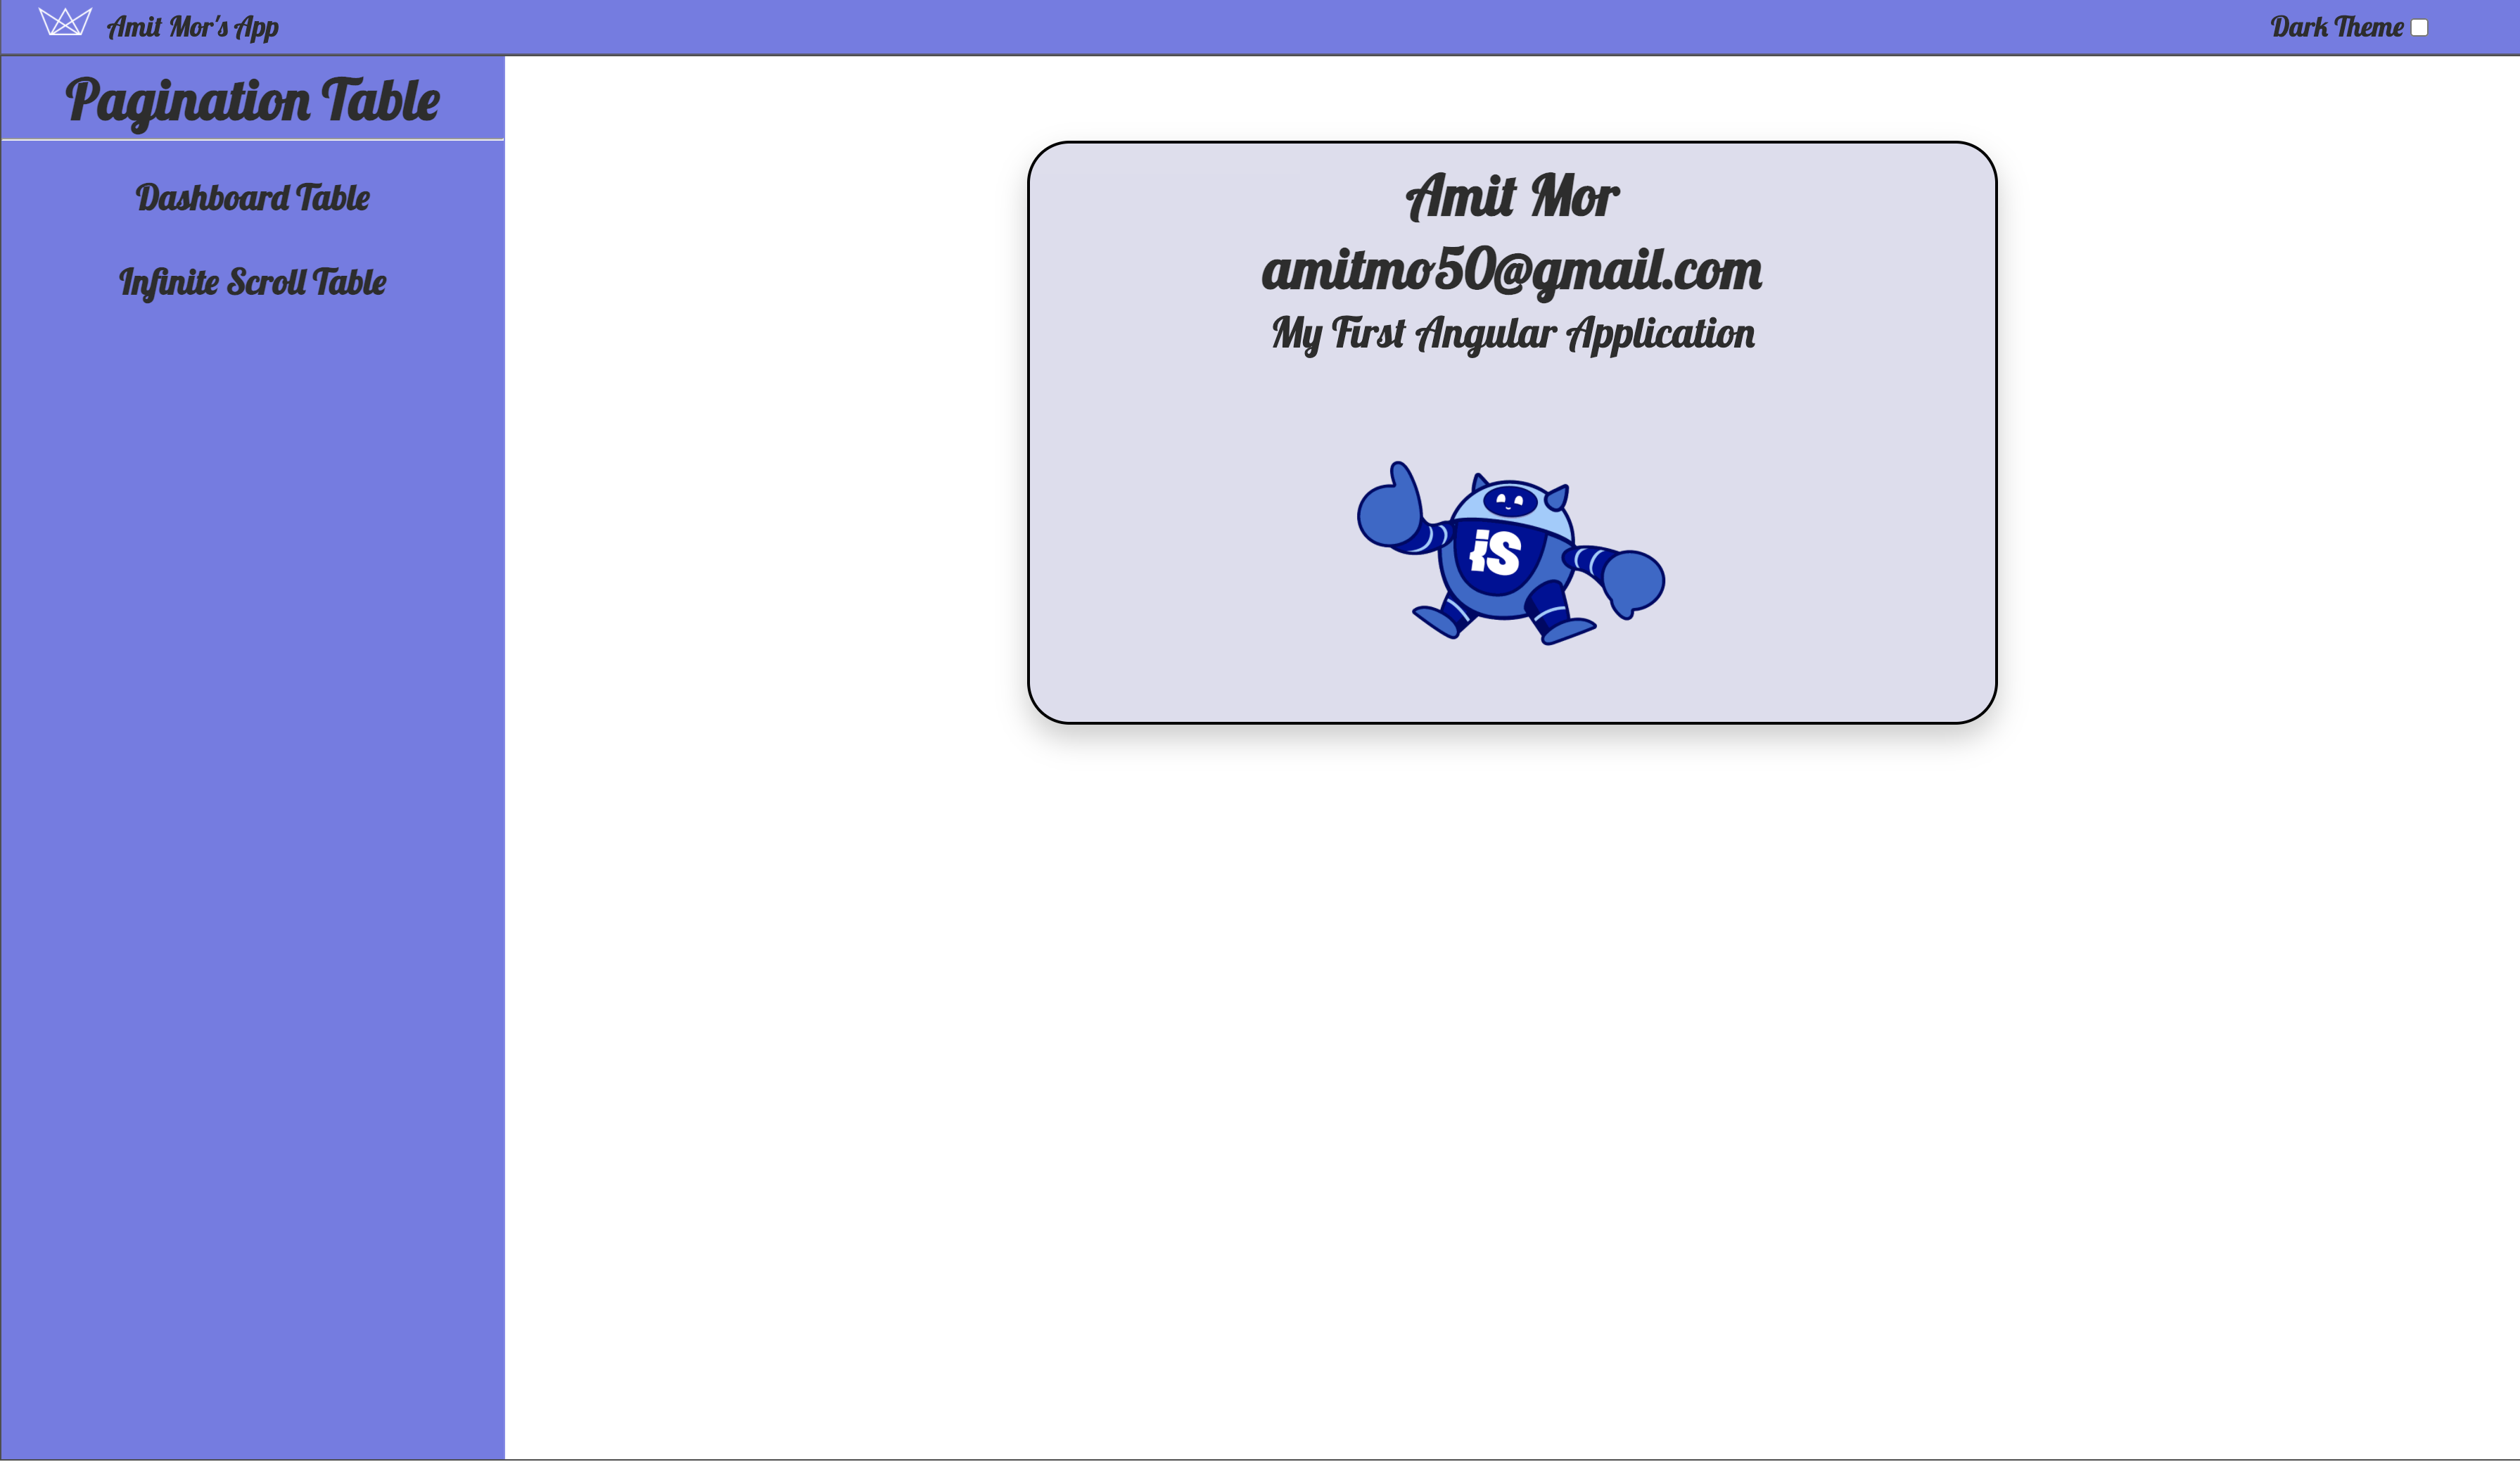 Amit Mor's App
Dark Theme
Pagination Table
Dashboard Table
Infinite Scroll Table
Amit Mor
amitmo50@gmail.com
My First Angular Application
iS